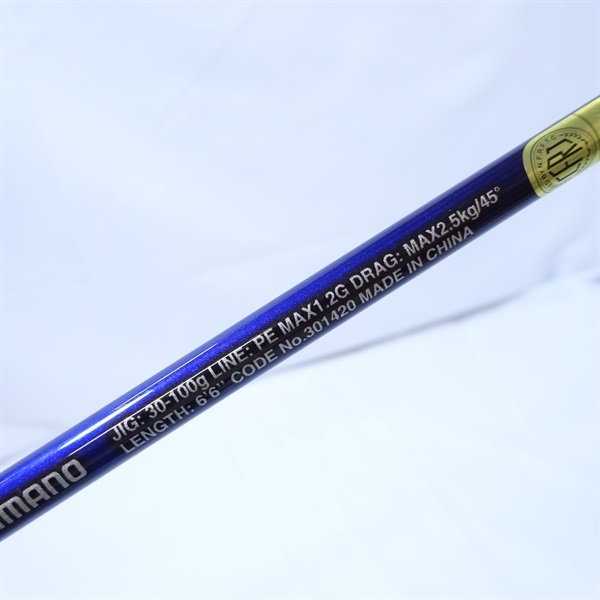 JIG: 30-100g LINE: PE MAX1.2G DRAG: MAX2.5kg/45°
LENGTH: 6'6" CODE No.301420 MADE IN CHINA
MANO